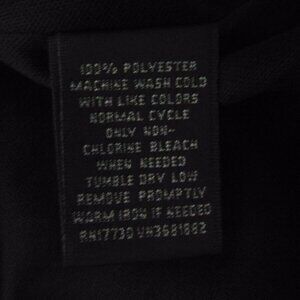 100% POLYESTER
MACHINE WASH COLD
WITH LIKE COLORS
NORMAL CYCLE
ONLY NON-
CHLORINE BLEACH
WHEN NEEDED
TUMBLE DRY LOW
REMOVE PROMPTLY
WARM IRON IF NEEDED
RN17730 VN3681882